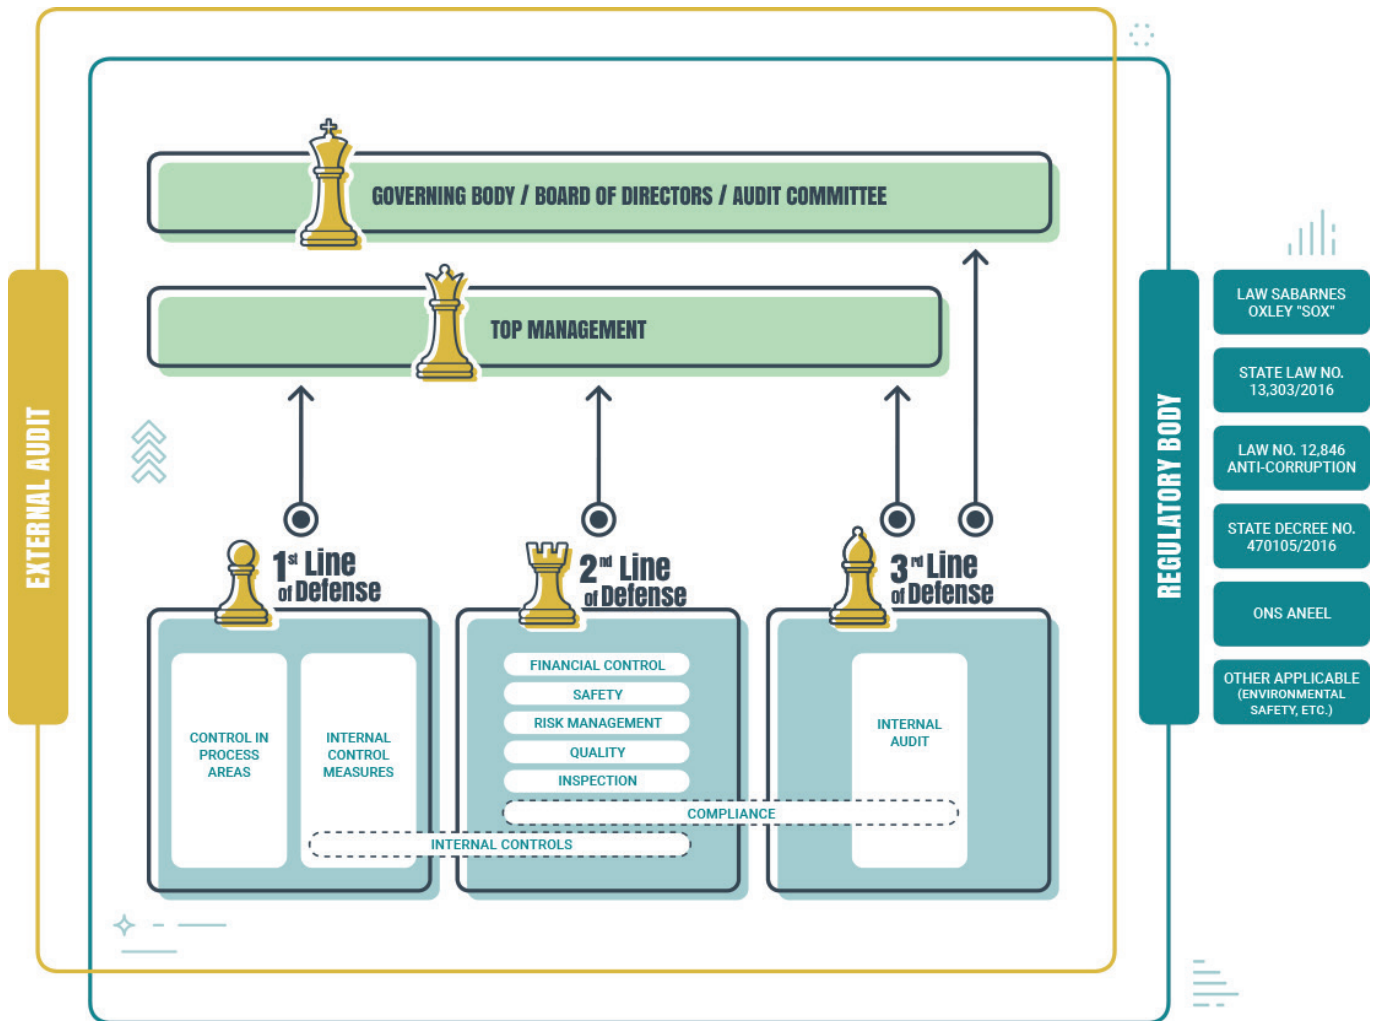 GOVERNING BODY / BOARD OF DIRECTORS / AUDIT COMMITTEE
TOP MANAGEMENT
EXTERNAL AUDIT
1st Line
of Defense
CONTROL IN
PROCESS
AREAS
INTERNAL
CONTROL
MEASURES
2nd Line
of Defense
FINANCIAL CONTROL
SAFETY
RISK MANAGEMENT
QUALITY
INSPECTION
COMPLIANCE
INTERNAL CONTROLS
3rd Line
of Defense
INTERNAL
AUDIT
REGULATORY BODY
LAW SABARNES
OXLEY "SOX"
STATE LAW NO.
13,303/2016
LAW NO. 12,846
ANTI-CORRUPTION
STATE DECREE NO.
470105/2016
ONS ANEEL
OTHER APPLICABLE
(ENVIRONMENTAL
SAFETY, ETC.)